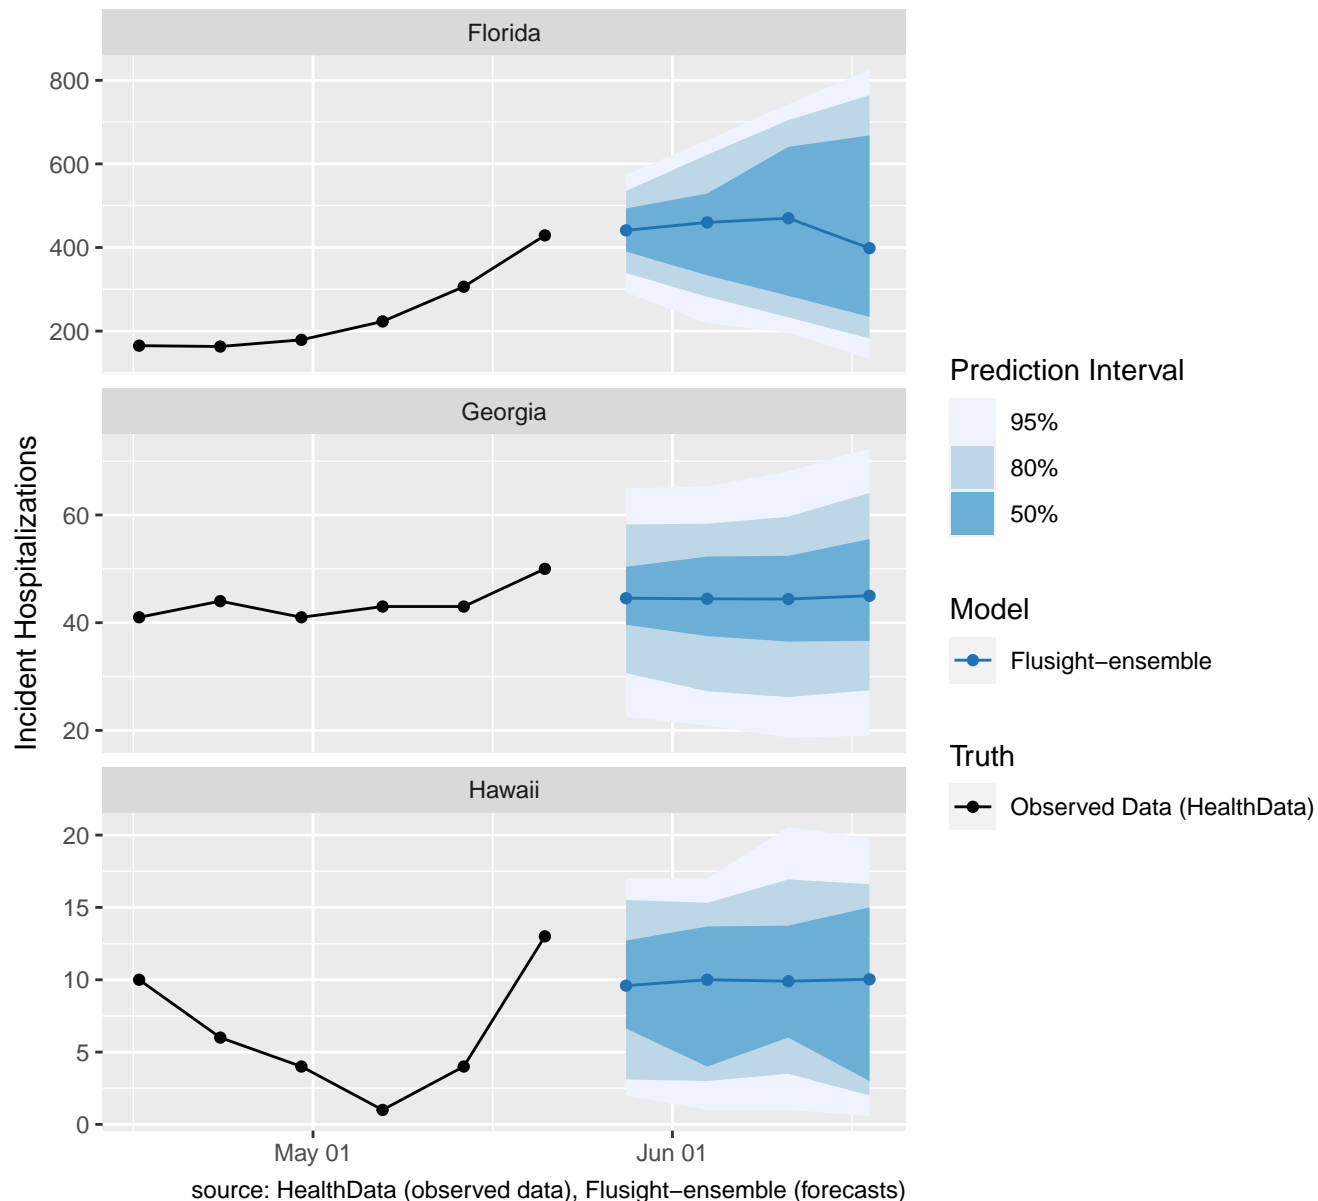 Florida
800
600
400
200
Georgia
60
40
20
Hawaii
20
15
10
5
0
May 01
Jun 01
Incident Hospitalizations
source: HealthData (observed data), Flusight−ensemble (forecasts)
Prediction Interval
95%
80%
50%
Model
Flusight−ensemble
Truth
Observed Data (HealthData)